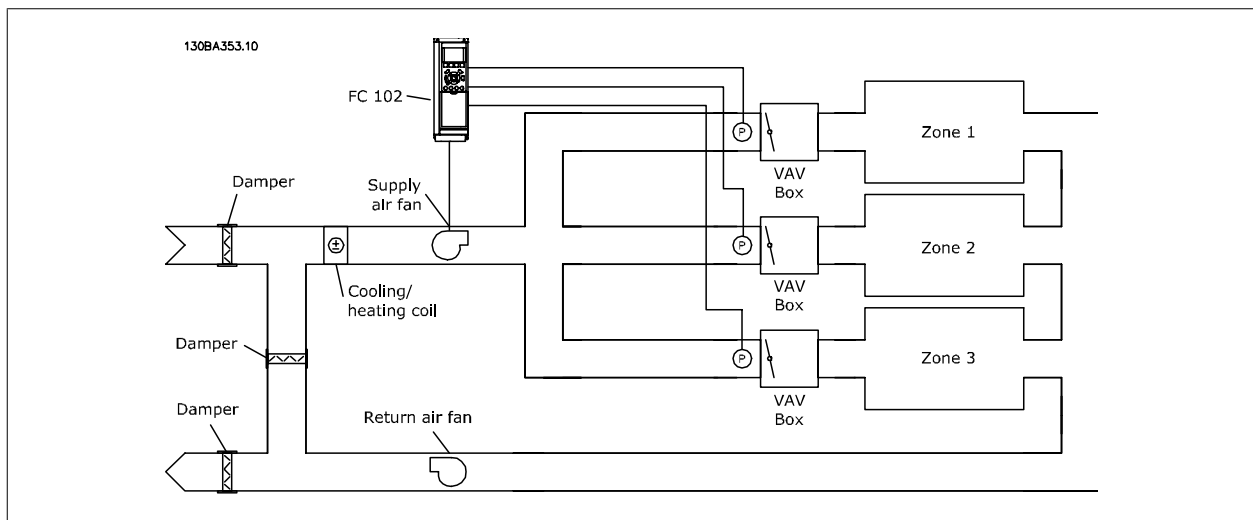 130BA353.10
FC 102
Damper
Supply
air fan
Cooling/
heating coil
Damper
Damper
Return air fan
P
VAV
Box
Zone 1
P
VAV
Box
Zone 2
P
VAV
Box
Zone 3